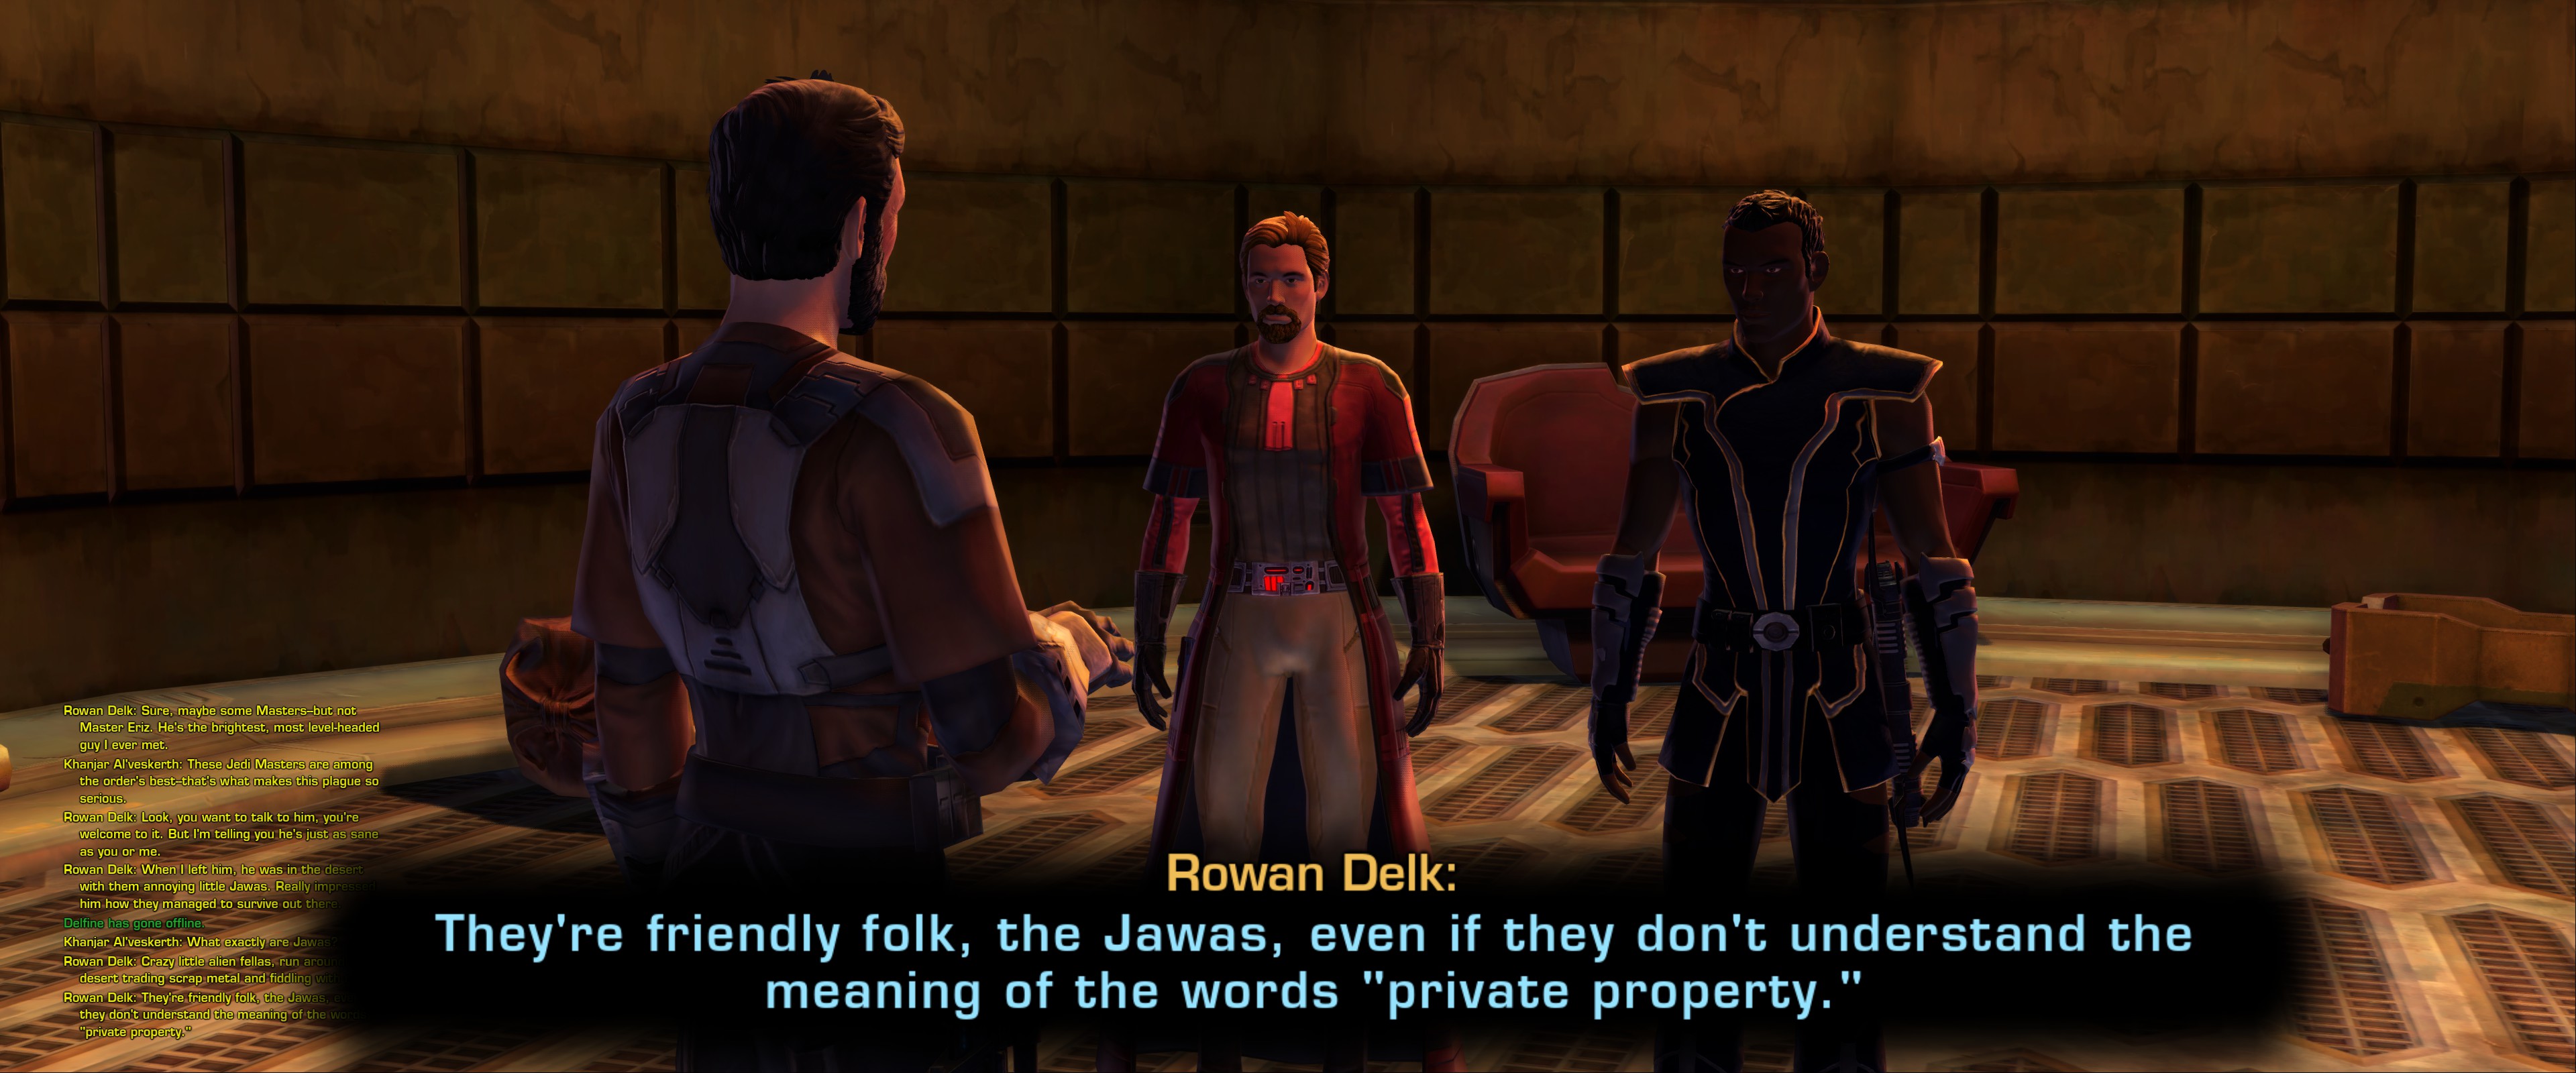 Rowan Delk: Sure, maybe some Masters–but not
Master Eriz. He's the brightest, most level-headed
guy I ever met.
Khanjar Al'veskerth: These Jedi Masters are among
the order's best–that's what makes this plague so
serious.
Rowan Delk: Look, you want to talk to him, you're
welcome to it. But I'm telling you he's just as sane
as you or me.
Rowan Delk: When I left him, he was in the desert
with them annoying little Jawas. Really impressed
him how they managed to survive out there.
Delfine has gone offline.
Khanjar Al'veskerth: What exactly are Jawas?
Rowan Delk: Crazy little alien fellas, run around
desert trading scrap metal and fiddling with
Rowan Delk: They're friendly folk, the Jawas,
they don't understand the meaning of the words
"private property."
Rowan Delk:
They're friendly folk, the Jawas, even if they don't understand the
meaning of the words "private property."